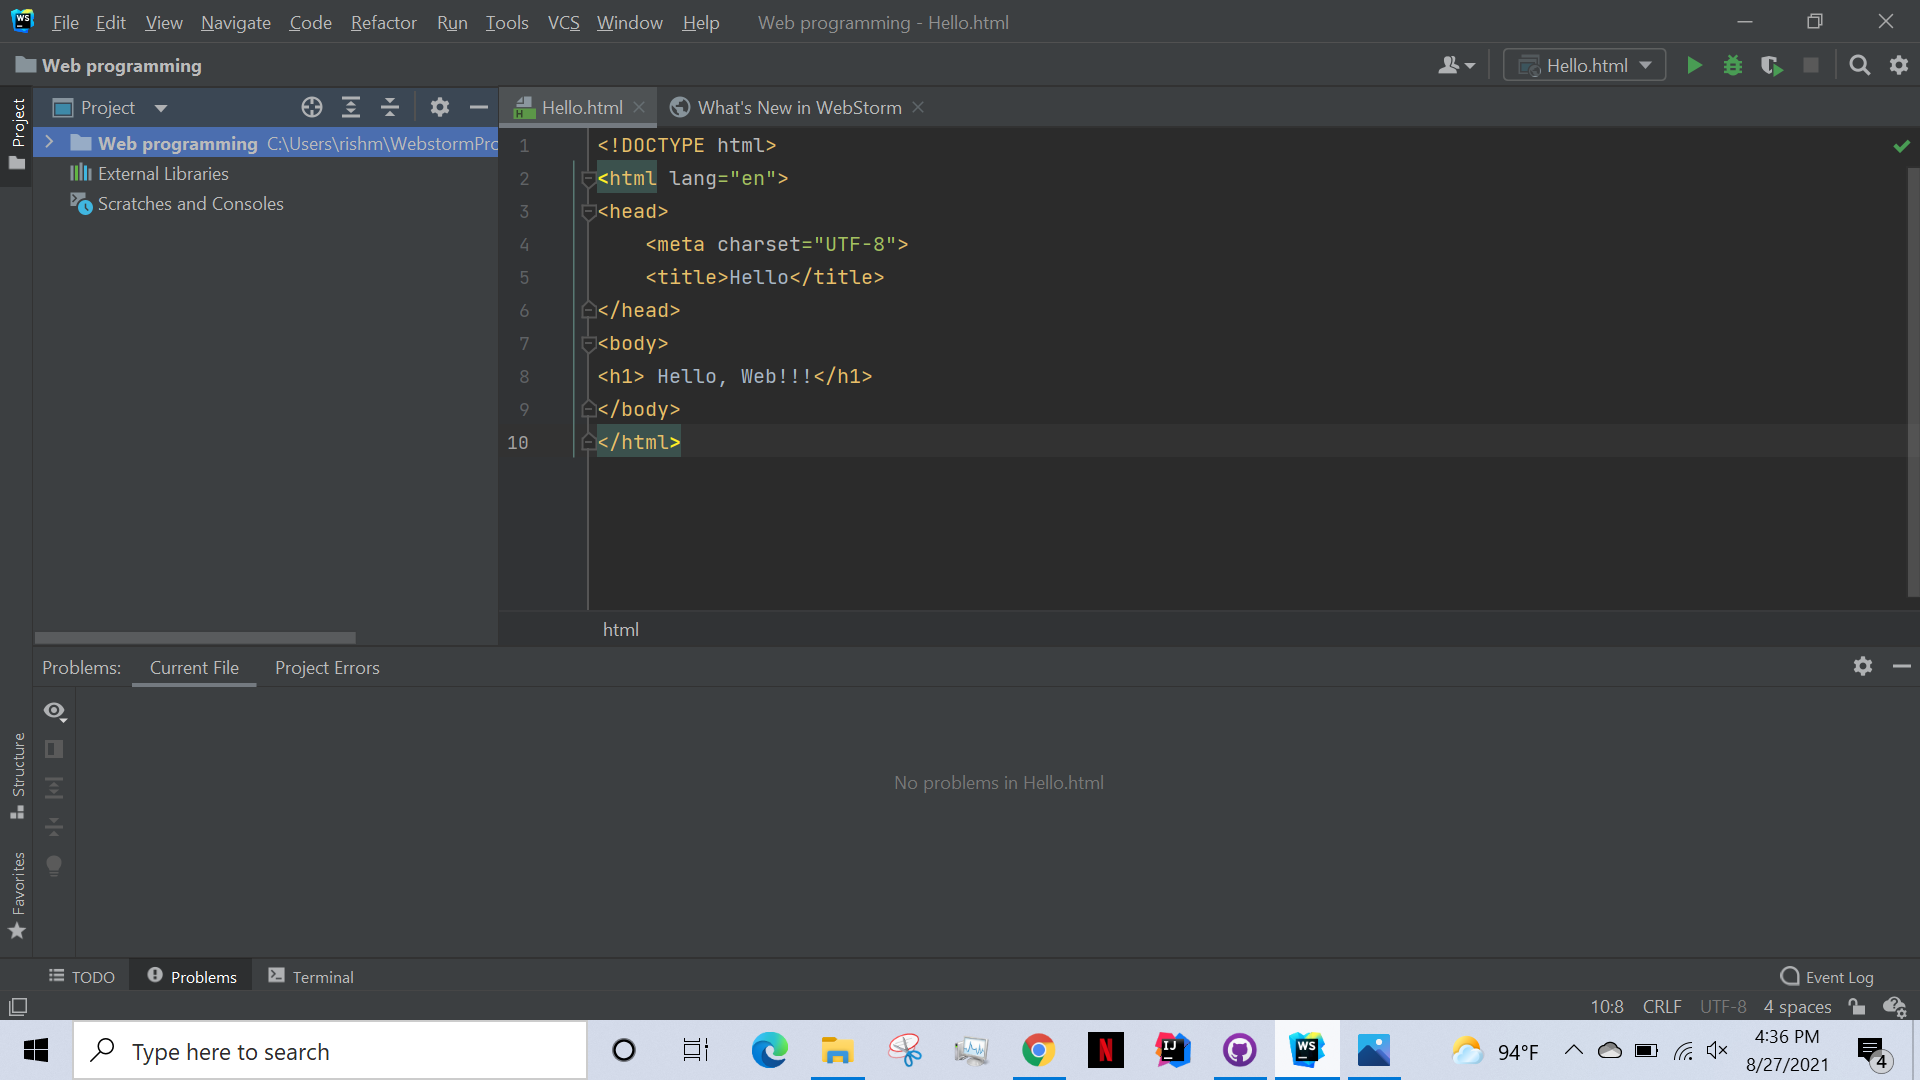 WS File Edit View Navigate Code Refactor Run Tools VCS Window Help Web programming - Hello.html
Web programming Hello.html
Project
Project
Hello.html What's New in WebStorm
Web programming C:\Users\rishm\WebstormPro
External Libraries
Scratches and Consoles
1 <!DOCTYPE html>
2 <html lang="en">
3 <head>
4 <meta charset="UTF-8">
5 <title>Hello</title>
6 </head>
7 <body>
8 <h1> Hello, Web!!!</h1>
9 </body>
10 </html>
html
Problems: Current File Project Errors
No problems in Hello.html
Structure
Favorites
TODO Problems Terminal Event Log
10:8 CRLF UTF-8 4 spaces
Type here to search
N
IJ
WS
94°F
4:36 PM
8/27/2021
4